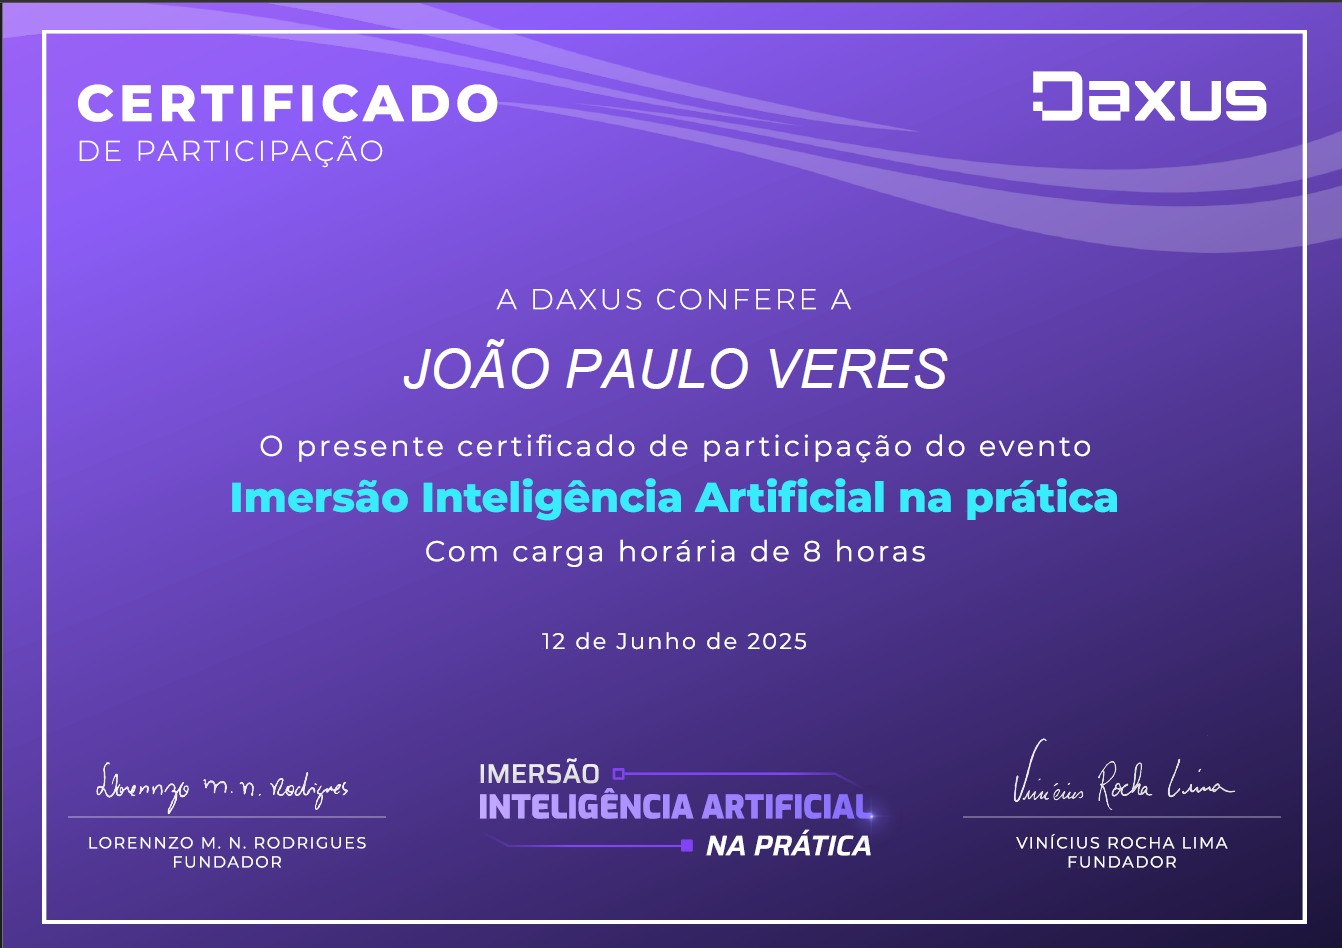 CERTIFICADO
DE PARTICIPAÇÃO
Daxus
A DAXUS CONFERE A
JOÃO PAULO VERES
O presente certificado de participação do evento
Imersão Inteligência Artificial na prática
Com carga horária de 8 horas
12 de Junho de 2025
Lorennzo M. N. Rodrigues
LORENNZO M. N. RODRIGUES
FUNDADOR
IMERSÃO
INTELIGÊNCIA ARTIFICIAL
NA PRÁTICA
Vinícius Rocha Lima
VINÍCIUS ROCHA LIMA
FUNDADOR